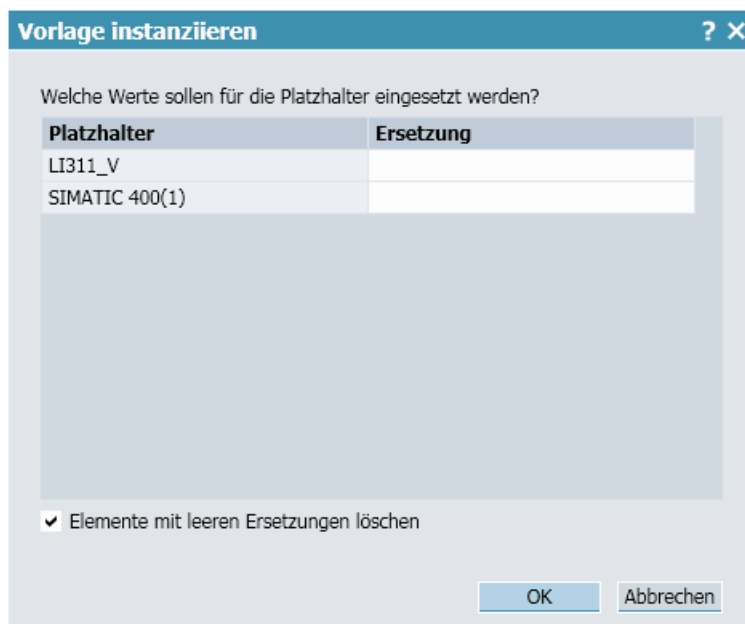 Vorlage instanziieren ? ✕
Welche Werte sollen für die Platzhalter eingesetzt werden?
Platzhalter Ersetzung
LI311_V
SIMATIC 400(1)
Elemente mit leeren Ersetzungen löschen
OK Abbrechen